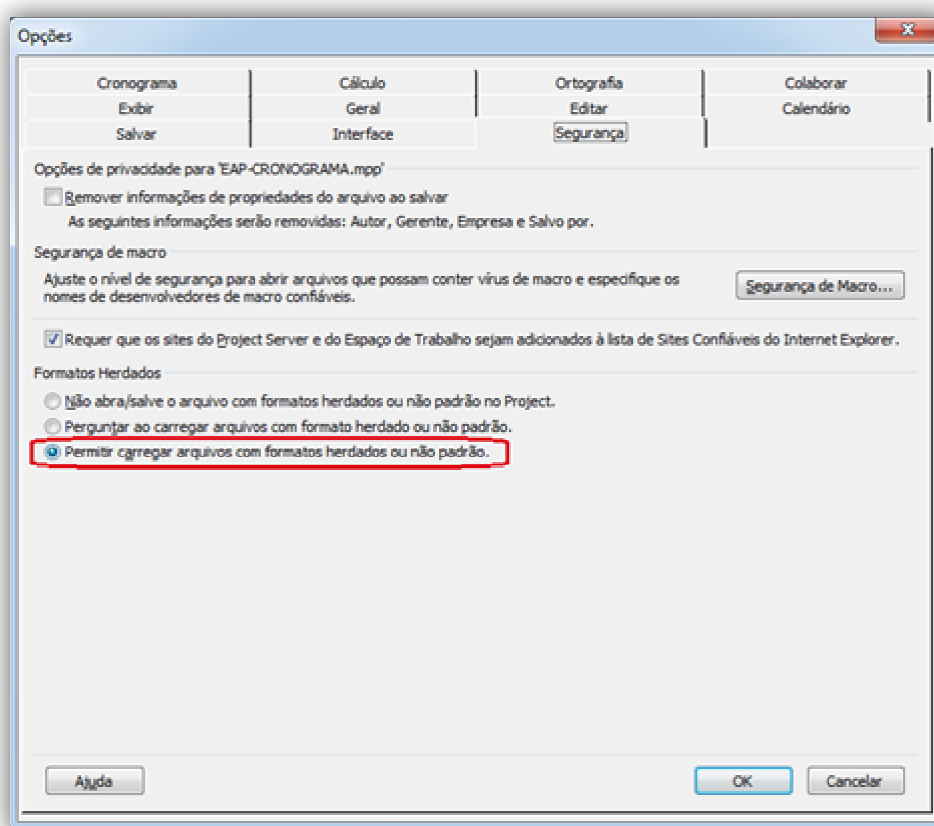 Opções
Cronograma Cálculo Ortografia Colaborar
Exibir Geral Editar Calendário
Salvar Interface Segurança
Opções de privacidade para 'EAP-CRONOGRAMA.mpp'
Remover informações de propriedades do arquivo ao salvar
As seguintes informações serão removidas: Autor, Gerente, Empresa e Salvo por.
Segurança de macro
Ajuste o nível de segurança para abrir arquivos que possam conter vírus de macro e especifique os
nomes de desenvolvedores de macro confiáveis.
Segurança de Macro...
Requer que os sites do Project Server e do Espaço de Trabalho sejam adicionados à lista de Sites Confiáveis do Internet Explorer.
Formatos Herdados
Não abra/salve o arquivo com formatos herdados ou não padrão no Project.
Perguntar ao carregar arquivos com formato herdado ou não padrão.
Permitir carregar arquivos com formatos herdados ou não padrão.
Ajuda OK Cancelar